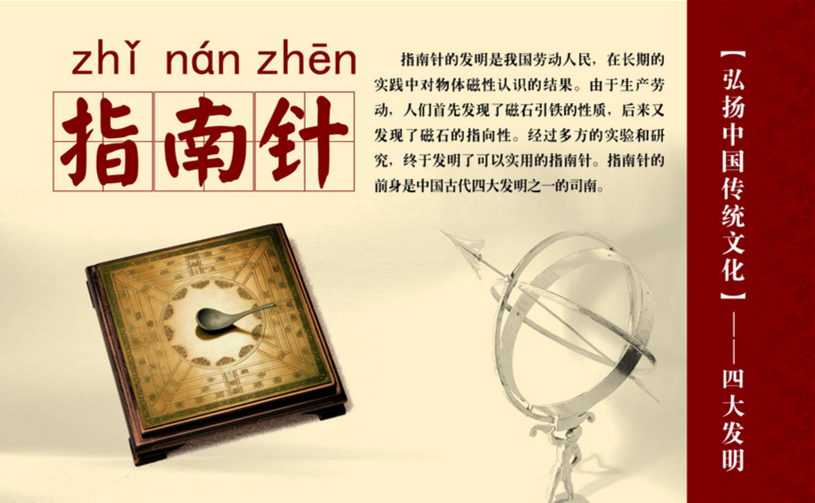 zhǐ nán zhēn
指南针
指南针的发明是我国劳动人民，在长期的
实践中对物体磁性认识的结果。由于生产劳
动，人们首先发现了磁石引铁的性质，后来又
发现了磁石的指向性。经过多方的实验和研
究，终于发明了可以实用的指南针。指南针的
前身是中国古代四大发明之一的司南。
【弘扬中国传统文化】——四大发明